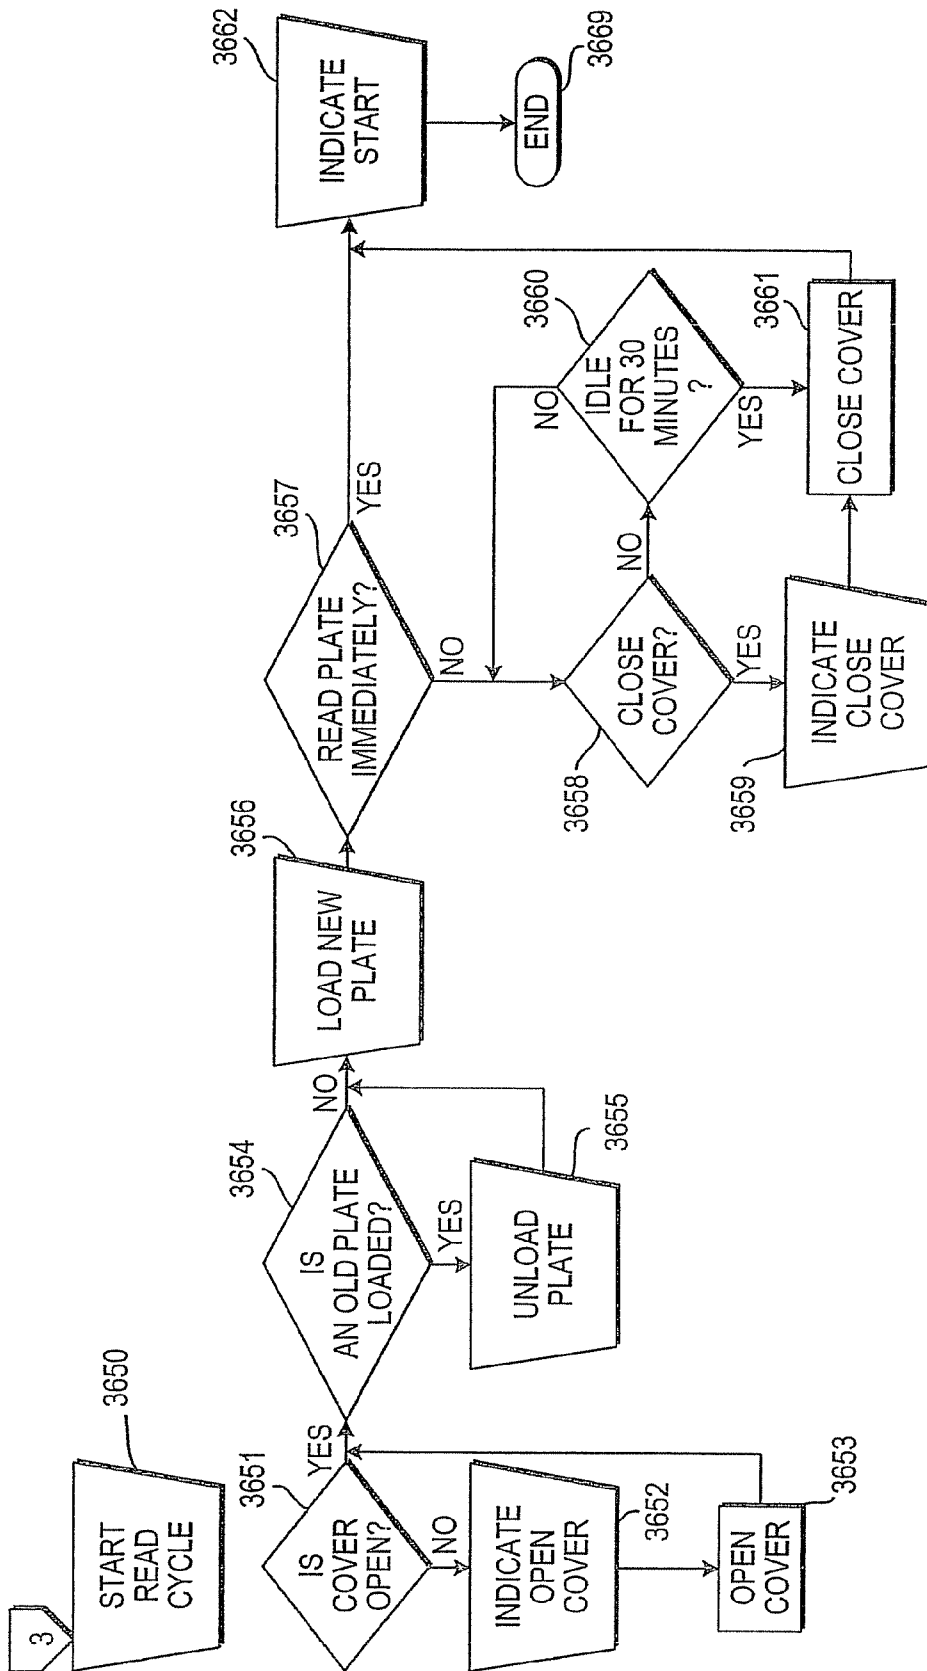 3
START
READ
CYCLE
3650
IS
COVER
OPEN?
3651
YES
NO
INDICATE
OPEN
COVER
3652
OPEN
COVER
3653
IS
AN OLD PLATE
LOADED?
3654
NO
YES
UNLOAD
PLATE
3655
LOAD NEW
PLATE
3656
READ PLATE
IMMEDIATELY?
3657
YES
NO
CLOSE
COVER?
3658
NO
YES
INDICATE
CLOSE
COVER
3659
IDLE
FOR 30
MINUTES
?
3660
NO
YES
CLOSE COVER
3661
INDICATE
START
3662
END
3669